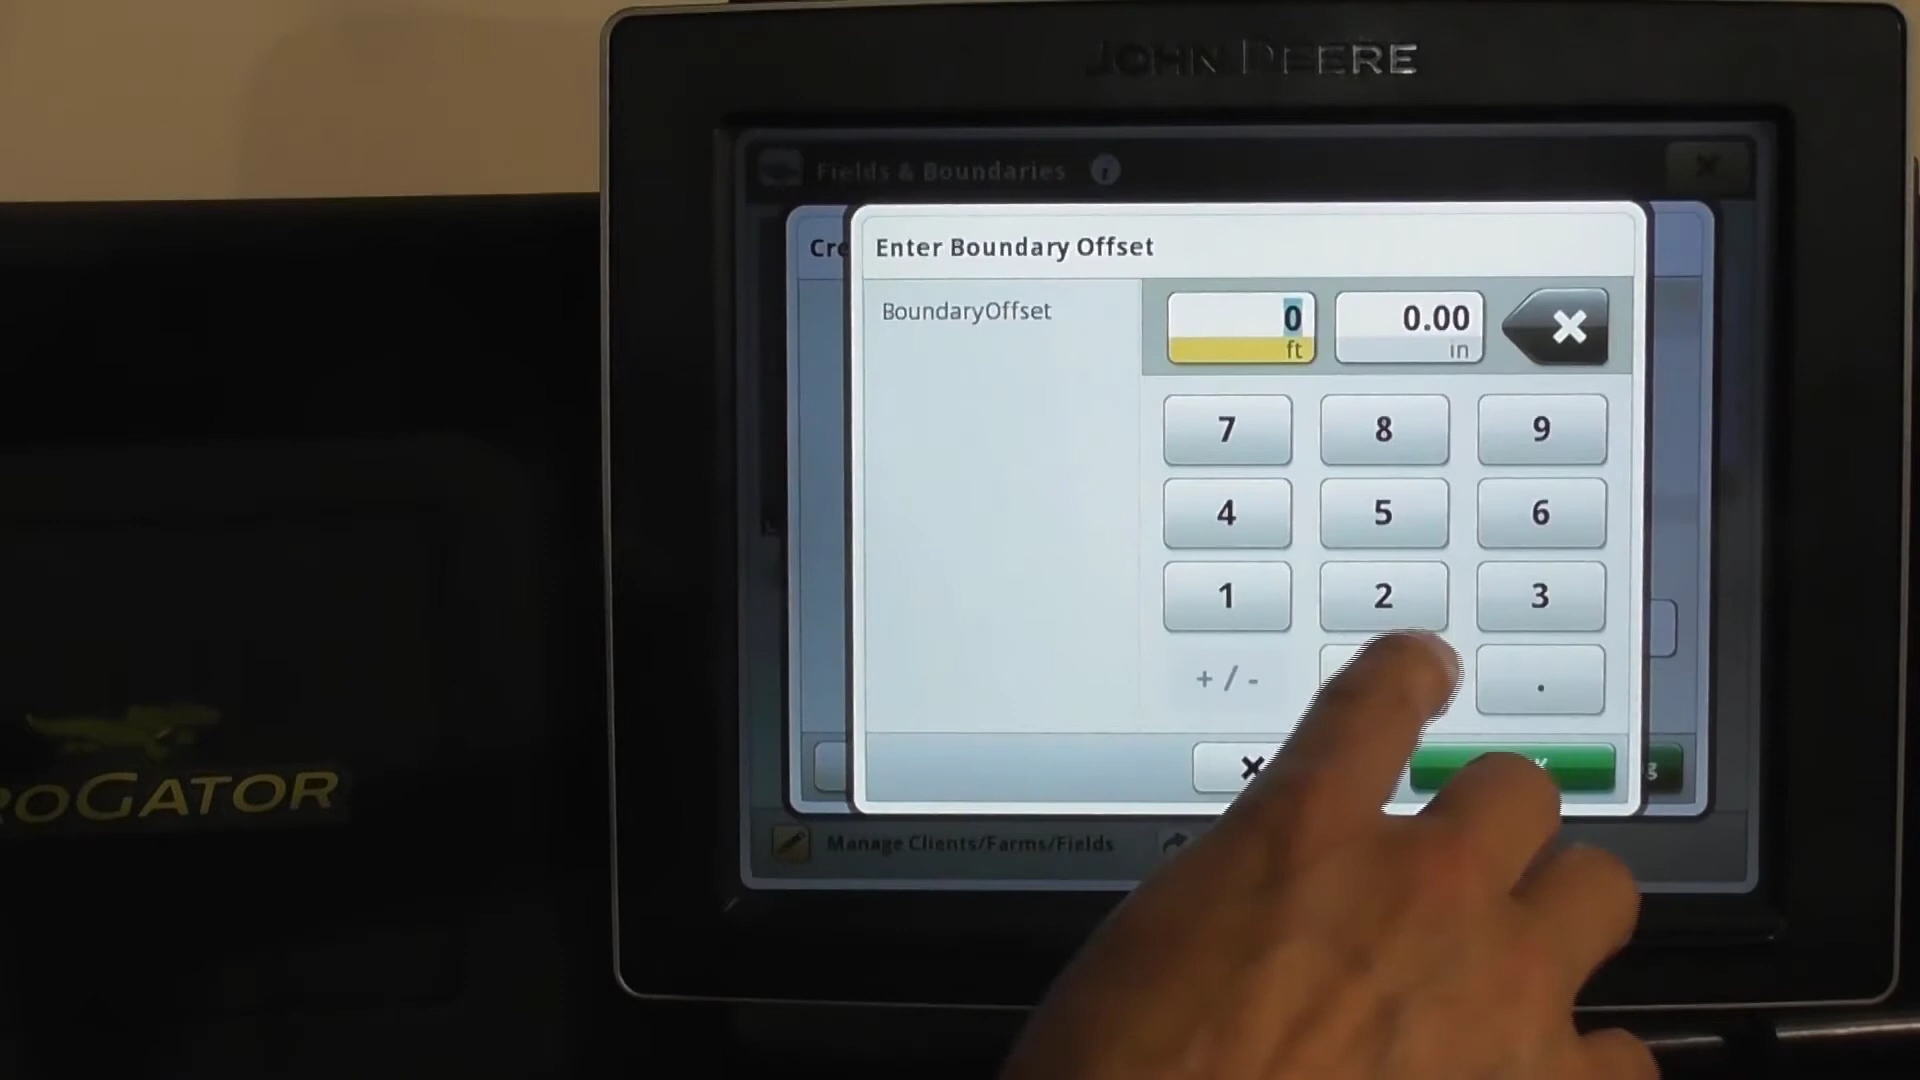 JOHN DEERE
Fields & Boundaries i
Cre
Enter Boundary Offset
BoundaryOffset
0 ft
0.00 in
7 8 9
4 5 6
1 2 3
+ / - .
Manage Clients/Farms/Fields
ROGATOR